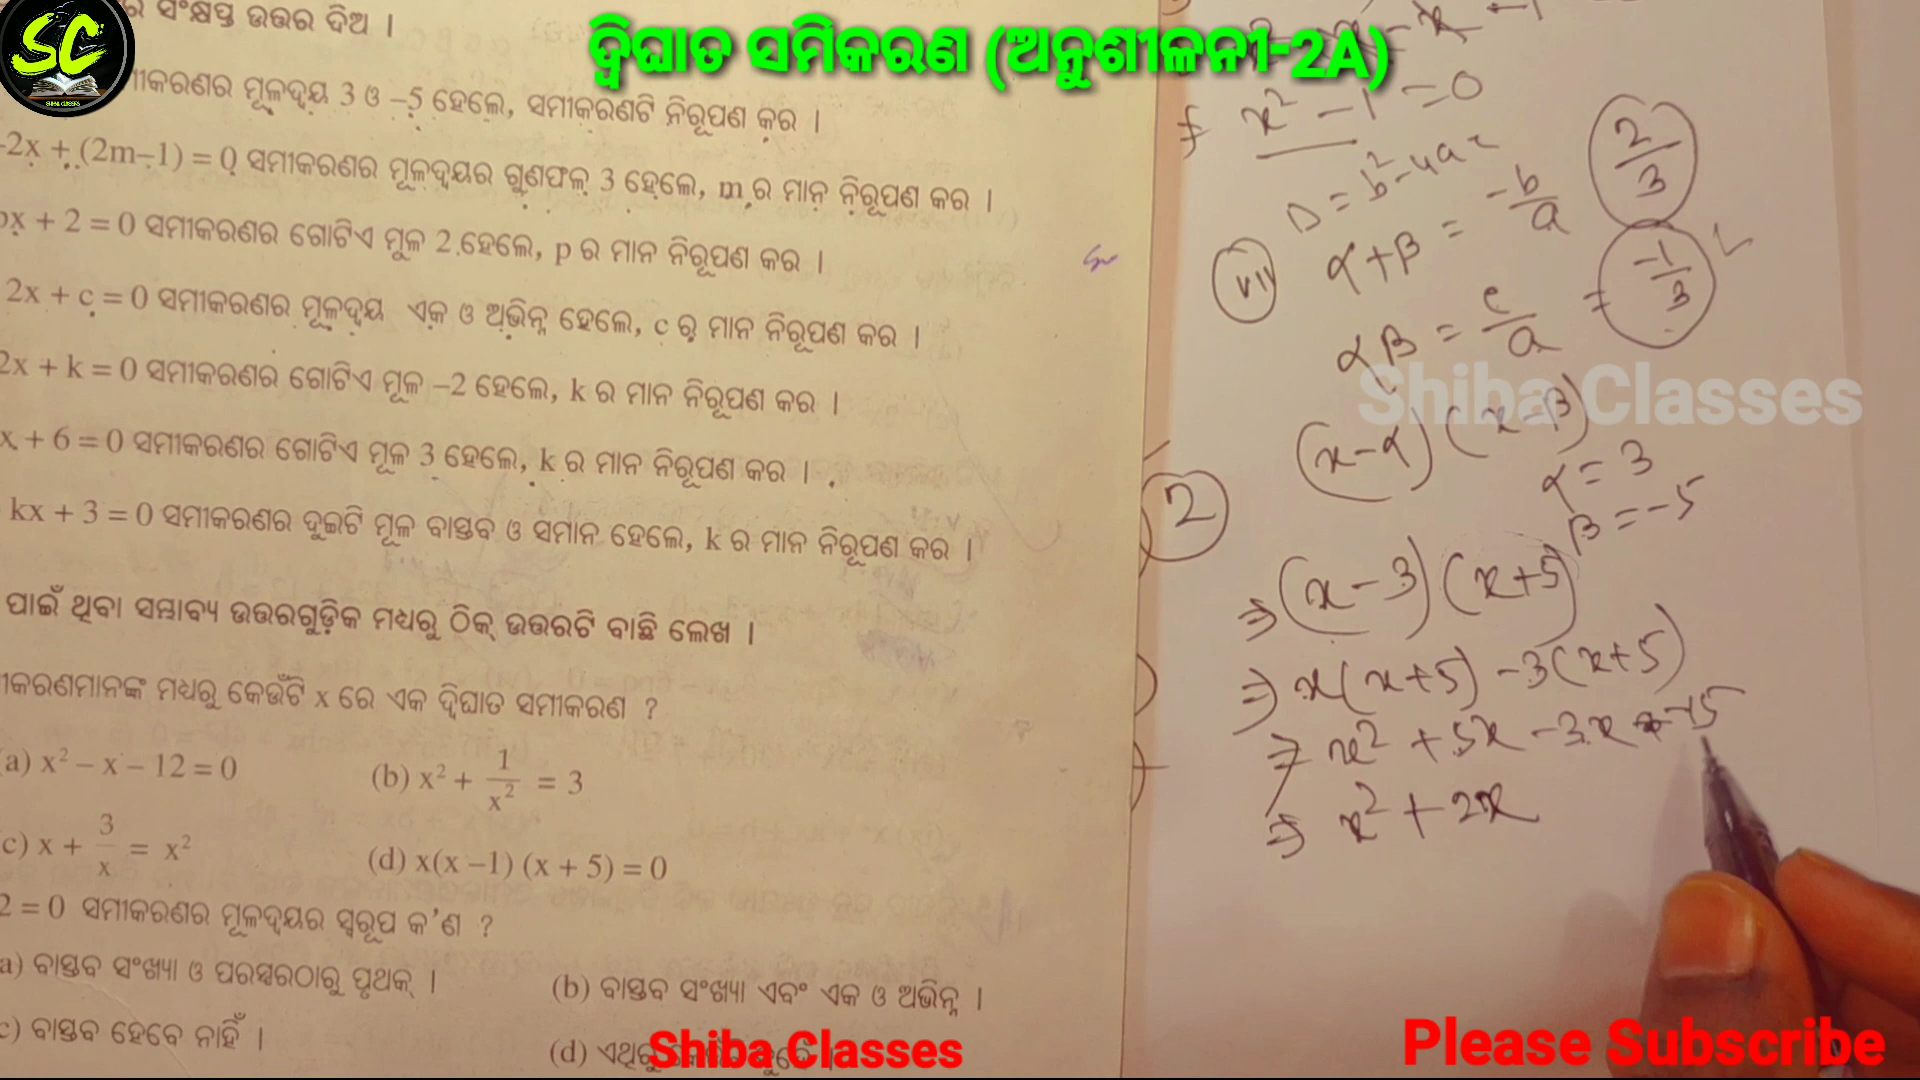 SC
SHIBA CLASSES
ଦ୍ୱିଘାତ ସମିକରଣ (ଅନୁଶୀଳନୀ-2A)
ସଂକ୍ଷିପ୍ତ ଉତ୍ତର ଦିଅ ।
ମୀକରଣର ମୂଳଦ୍ୱୟ 3 ଓ –5 ହେଲେ, ସମୀକରଣଟି ନିରୂପଣ କର ।
-2x + (2m–1) = 0 ସମୀକରଣର ମୂଳଦ୍ୱୟର ଗୁଣଫଳ 3 ହେଲେ, m ର ମାନ ନିରୂପଣ କର ।
x + 2 = 0 ସମୀକରଣର ଗୋଟିଏ ମୂଳ 2 ହେଲେ, p ର ମାନ ନିରୂପଣ କର ।
2x + c = 0 ସମୀକରଣର ମୂଳଦ୍ୱୟ ଏକ ଓ ଅଭିନ୍ନ ହେଲେ, c ର ମାନ ନିରୂପଣ କର ।
2x + k = 0 ସମୀକରଣର ଗୋଟିଏ ମୂଳ –2 ହେଲେ, k ର ମାନ ନିରୂପଣ କର ।
x + 6 = 0 ସମୀକରଣର ଗୋଟିଏ ମୂଳ 3 ହେଲେ, k ର ମାନ ନିରୂପଣ କର ।
kx + 3 = 0 ସମୀକରଣର ଦୁଇଟି ମୂଳ ବାସ୍ତବ ଓ ସମାନ ହେଲେ, k ର ମାନ ନିରୂପଣ କର ।
ପାଇଁ ଥିବା ସମ୍ଭାବ୍ୟ ଉତ୍ତରଗୁଡ଼ିକ ମଧ୍ୟରୁ ଠିକ୍ ଉତ୍ତରଟି ବାଛି ଲେଖ ।
ୀକରଣମାନଙ୍କ ମଧ୍ୟରୁ କେଉଁଟି x ରେ ଏକ ଦ୍ୱିଘାତ ସମୀକରଣ ?
(a) x² – x – 12 = 0 (b) x² + 1/x² = 3
c) x + 3/x = x² (d) x(x –1) (x + 5) = 0
2 = 0 ସମୀକରଣର ମୂଳଦ୍ୱୟର ସ୍ୱରୂପ କ'ଣ ?
a) ବାସ୍ତବ ସଂଖ୍ୟା ଓ ପରସ୍ପରଠାରୁ ପୃଥକ୍ । (b) ବାସ୍ତବ ସଂଖ୍ୟା ଏବଂ ଏକ ଓ ଅଭିନ୍ନ ।
c) ବାସ୍ତବ ହେବେ ନାହିଁ ।
(d) ଏଥିରୁ
⇒ x² – 1 = 0
D = b² – 4ac
2/3
vii α + β = -b/a
αβ = c/a = -1/3
(x – α) (x – β)
α = 3
2 β = –5
⇒ (x – 3) (x + 5)
⇒ x(x + 5) – 3(x + 5)
⇒ x² + 5x – 3x – 15
⇒ x² + 2x
Shiba Classes
Shiba Classes
Please Subscribe